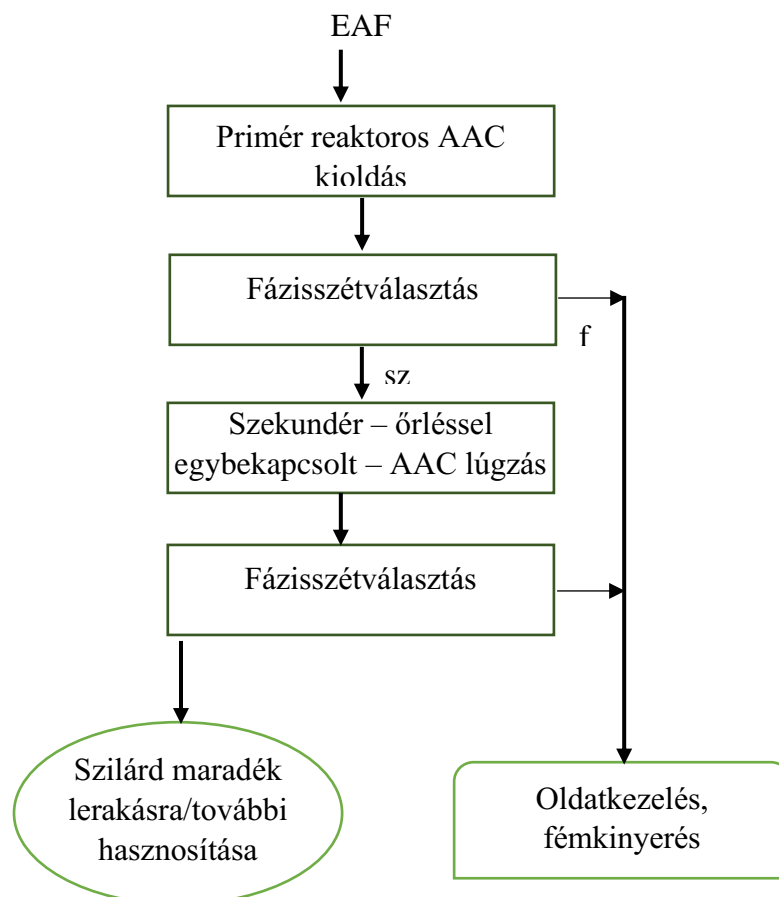 EAF
Primér reaktoros AAC
kioldás
Fázisszétválasztás
f
sz
Szekundér – őrléssel
egybekapcsolt – AAC lúgzás
Fázisszétválasztás
Szilárd maradék
lerakásra/további
hasznosítása
Oldatkezelés,
fémkinyerés